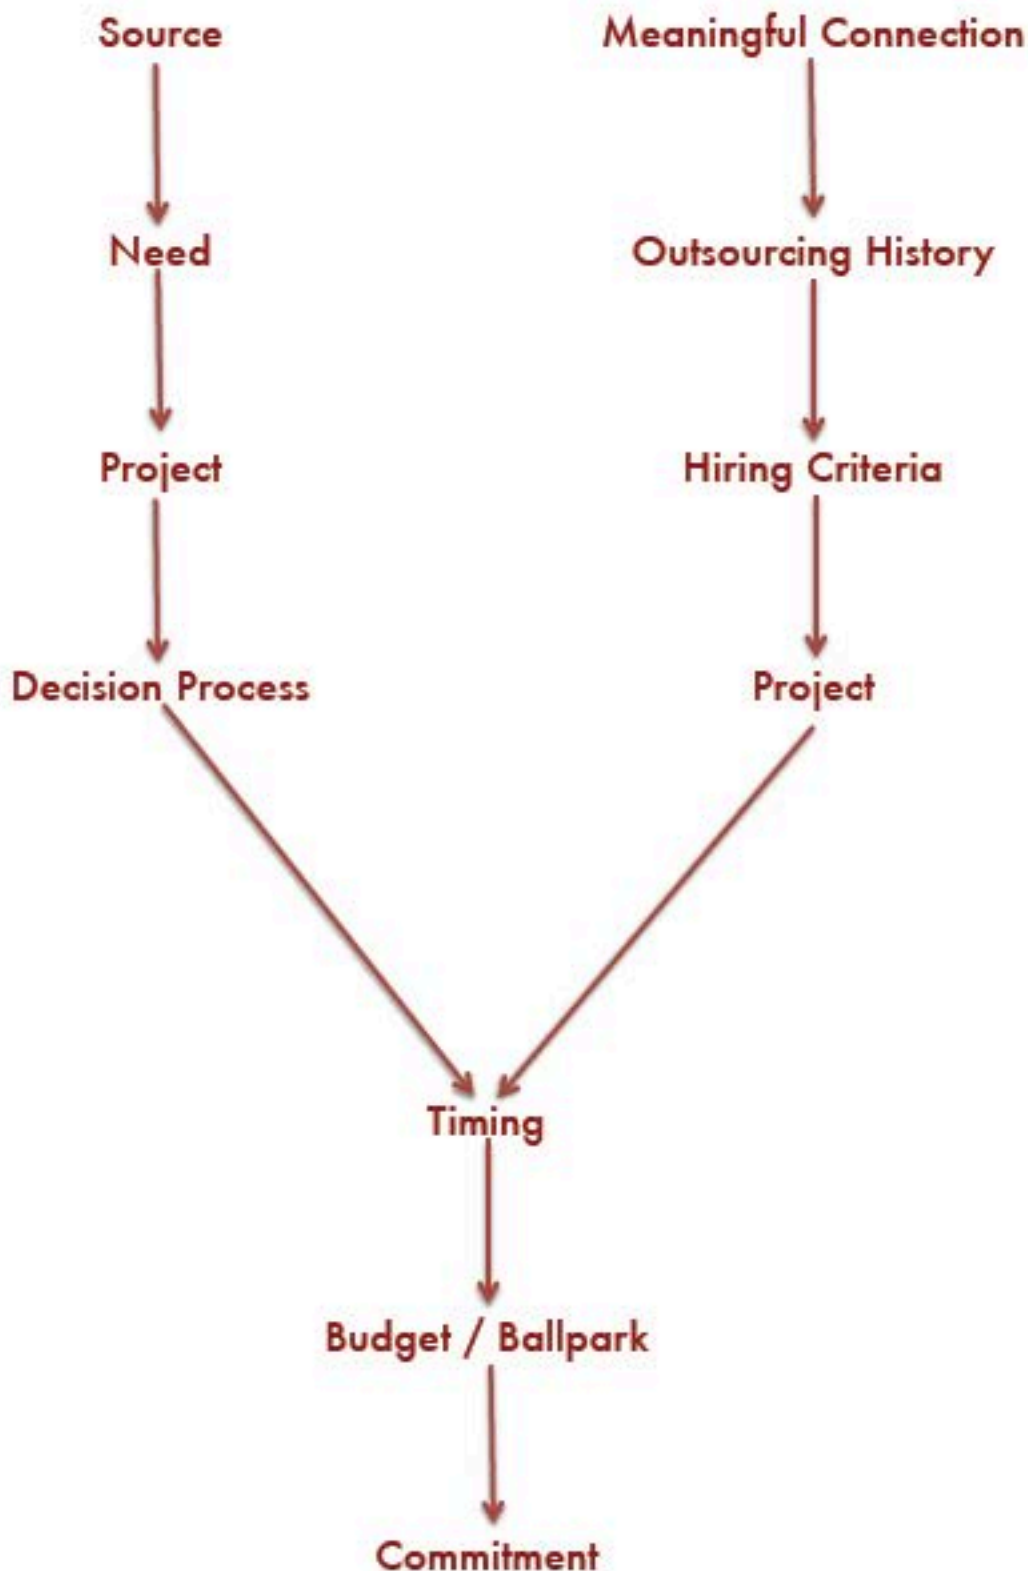 Source
Meaningful Connection
Need
Outsourcing History
Project
Hiring Criteria
Decision Process
Project
Timing
Budget / Ballpark
Commitment